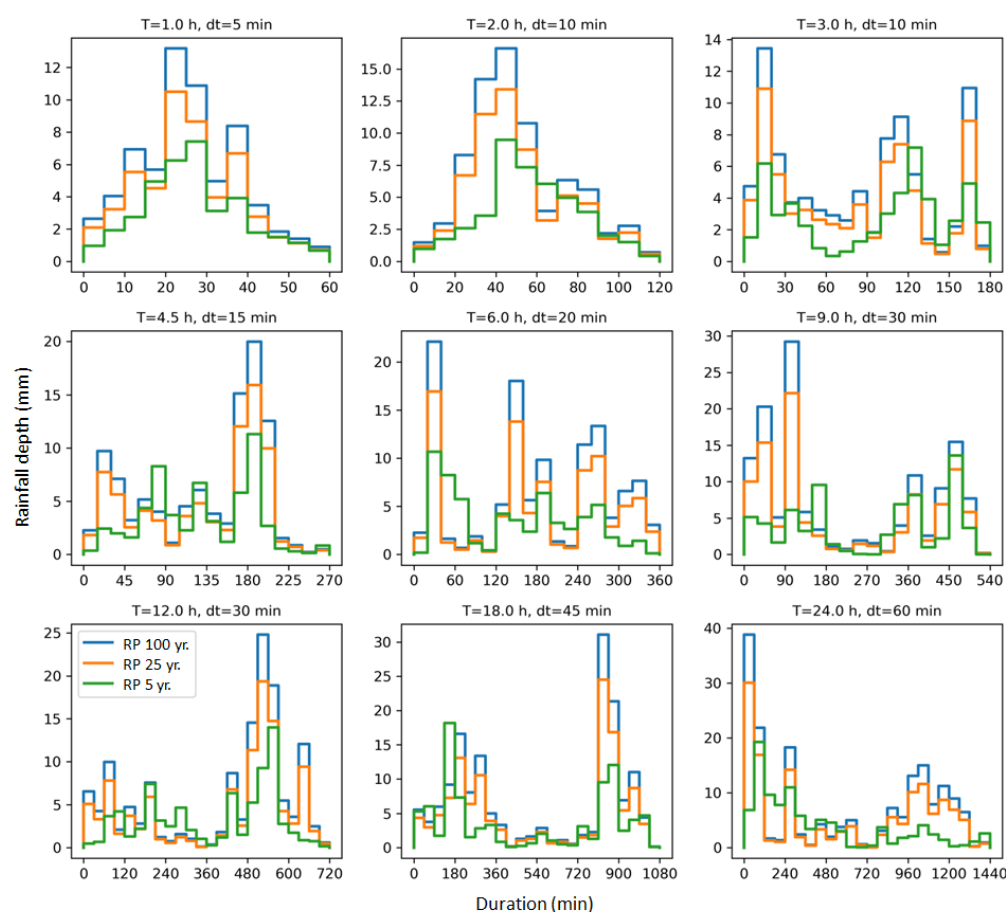 T=1.0 h, dt=5 min
12
10
8
6
4
2
0
0 10 20 30 40 50 60
T=2.0 h, dt=10 min
15.0
12.5
10.0
7.5
5.0
2.5
0.0
0 20 40 60 80 100 120
T=3.0 h, dt=10 min
14
12
10
8
6
4
2
0
0 30 60 90 120 150 180
Rainfall depth (mm)
T=4.5 h, dt=15 min
20
15
10
5
0
0 45 90 135 180 225 270
T=6.0 h, dt=20 min
20
15
10
5
0
0 60 120 180 240 300 360
T=9.0 h, dt=30 min
30
25
20
15
10
5
0
0 90 180 270 360 450 540
T=12.0 h, dt=30 min
25
20
15
10
5
0
RP 100 yr.
RP 25 yr.
RP 5 yr.
0 120 240 360 480 600 720
T=18.0 h, dt=45 min
30
25
20
15
10
5
0
0 180 360 540 720 900 1080
T=24.0 h, dt=60 min
40
30
20
10
0
0 240 480 720 960 1200 1440
Duration (min)